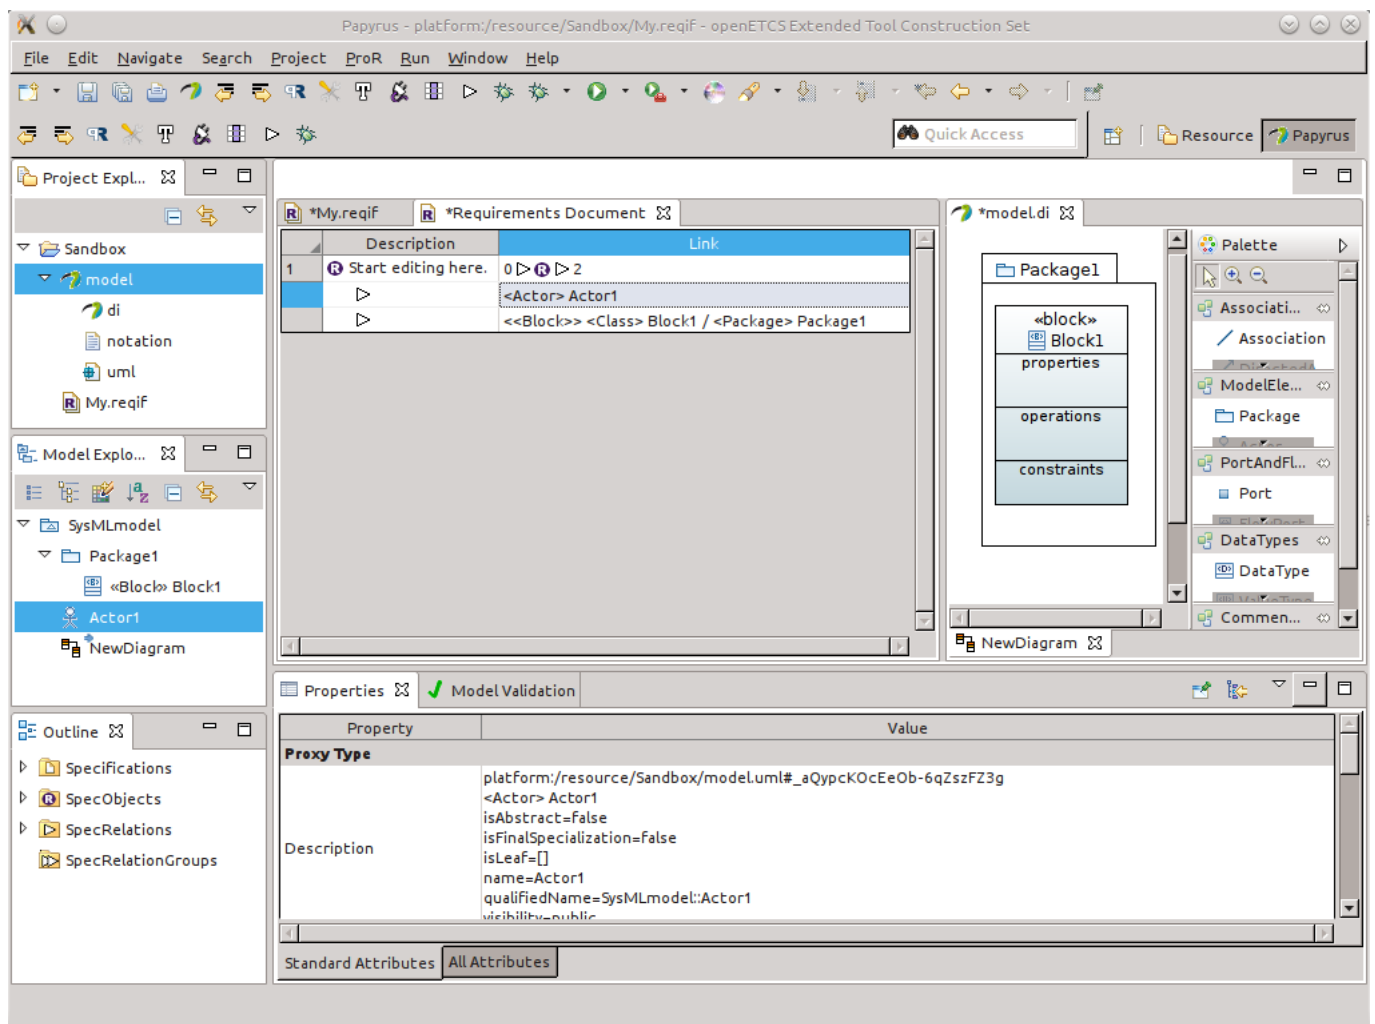 Papyrus - platform:/resource/Sandbox/My.reqif - openETCS Extended Tool Construction Set
File Edit Navigate Search Project ProR Run Window Help
Quick Access
Resource
Papyrus
Project Expl...
Sandbox
model
di
notation
uml
My.reqif
Model Explo...
SysMLmodel
Package1
«Block» Block1
Actor1
NewDiagram
Outline
Specifications
SpecObjects
SpecRelations
SpecRelationGroups
*My.reqif
*Requirements Document
Description Link
1 Start editing here. 0 ▷ R ▷ 2
<Actor> Actor1
<<Block>> <Class> Block1 / <Package> Package1
*model.di
Package1
«block»
Block1
properties
operations
constraints
NewDiagram
Palette
Associati...
Association
ModelEle...
Package
PortAndFl...
Port
DataTypes
DataType
Commen...
Properties
Model Validation
Property Value
Proxy Type
Description
platform:/resource/Sandbox/model.uml#_aQypcKOcEeOb-6qZszFZ3g
<Actor> Actor1
isAbstract=false
isFinalSpecialization=false
isLeaf=[]
name=Actor1
qualifiedName=SysMLmodel::Actor1
visibility=public
Standard Attributes
All Attributes